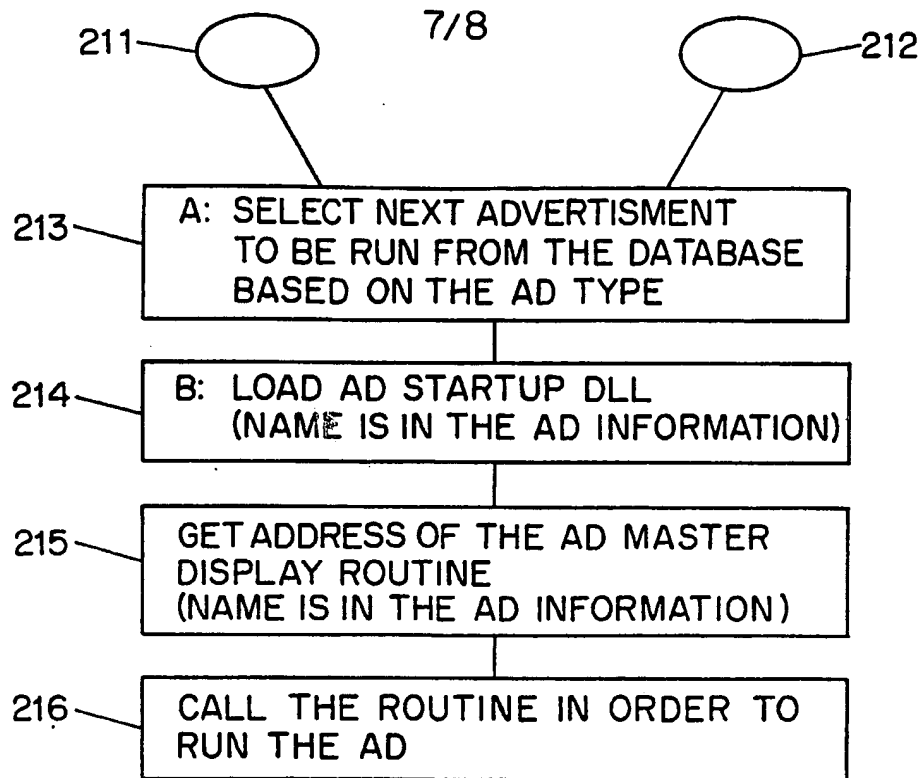 7/8
211
212
213
A: SELECT NEXT ADVERTISMENT
TO BE RUN FROM THE DATABASE
BASED ON THE AD TYPE
214
B: LOAD AD STARTUP DLL
(NAME IS IN THE AD INFORMATION)
215
GET ADDRESS OF THE AD MASTER
DISPLAY ROUTINE
(NAME IS IN THE AD INFORMATION)
216
CALL THE ROUTINE IN ORDER TO
RUN THE AD